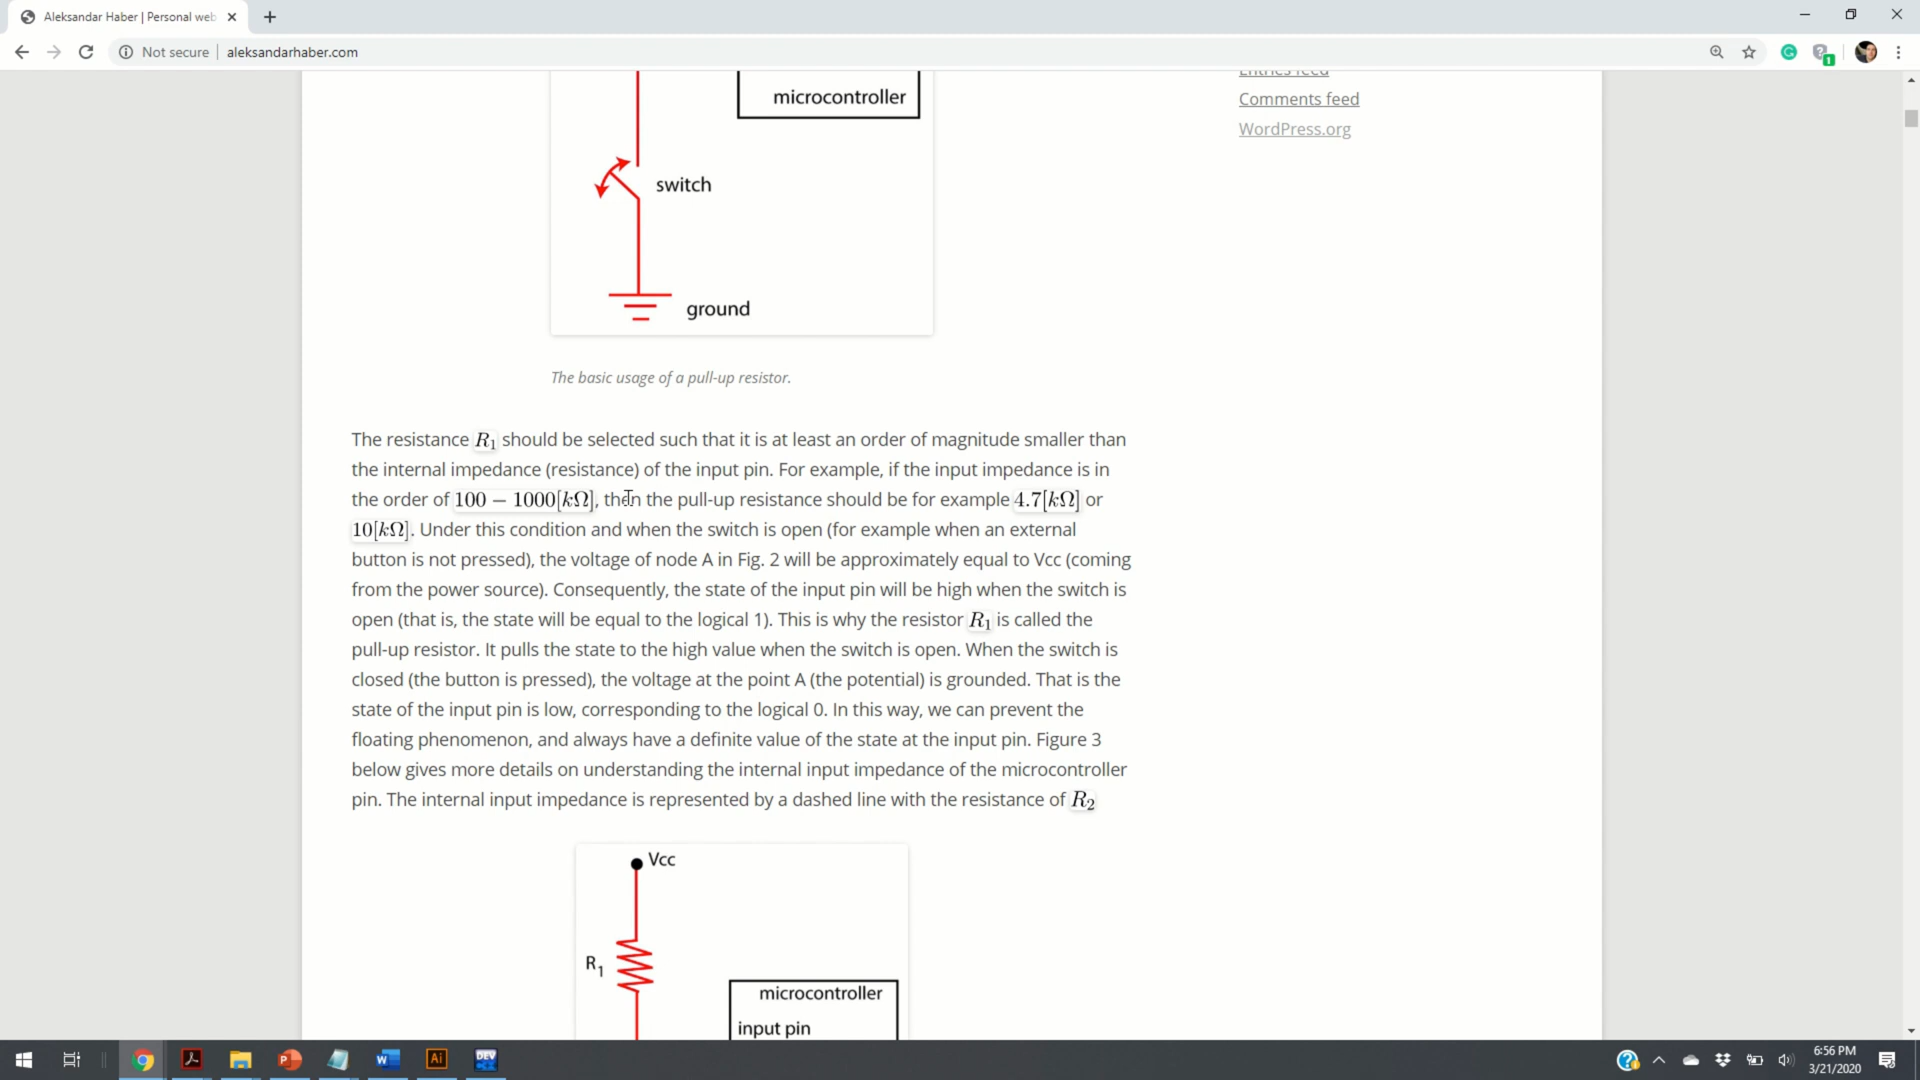 Aleksandar Haber | Personal web
Not secure
aleksandarhaber.com
1
microcontroller
Entries feed
Comments feed
WordPress.org
switch
ground
The basic usage of a pull-up resistor.
The resistance R₁ should be selected such that it is at least an order of magnitude smaller than
the internal impedance (resistance) of the input pin. For example, if the input impedance is in
the order of 100 − 1000[kΩ], then the pull-up resistance should be for example 4.7[kΩ] or
10[kΩ]. Under this condition and when the switch is open (for example when an external
button is not pressed), the voltage of node A in Fig. 2 will be approximately equal to Vcc (coming
from the power source). Consequently, the state of the input pin will be high when the switch is
open (that is, the state will be equal to the logical 1). This is why the resistor R₁ is called the
pull-up resistor. It pulls the state to the high value when the switch is open. When the switch is
closed (the button is pressed), the voltage at the point A (the potential) is grounded. That is the
state of the input pin is low, corresponding to the logical 0. In this way, we can prevent the
floating phenomenon, and always have a definite value of the state at the input pin. Figure 3
below gives more details on understanding the internal input impedance of the microcontroller
pin. The internal input impedance is represented by a dashed line with the resistance of R₂
Vcc
R₁
microcontroller
input pin
Ai
DEV
6:56 PM
3/21/2020